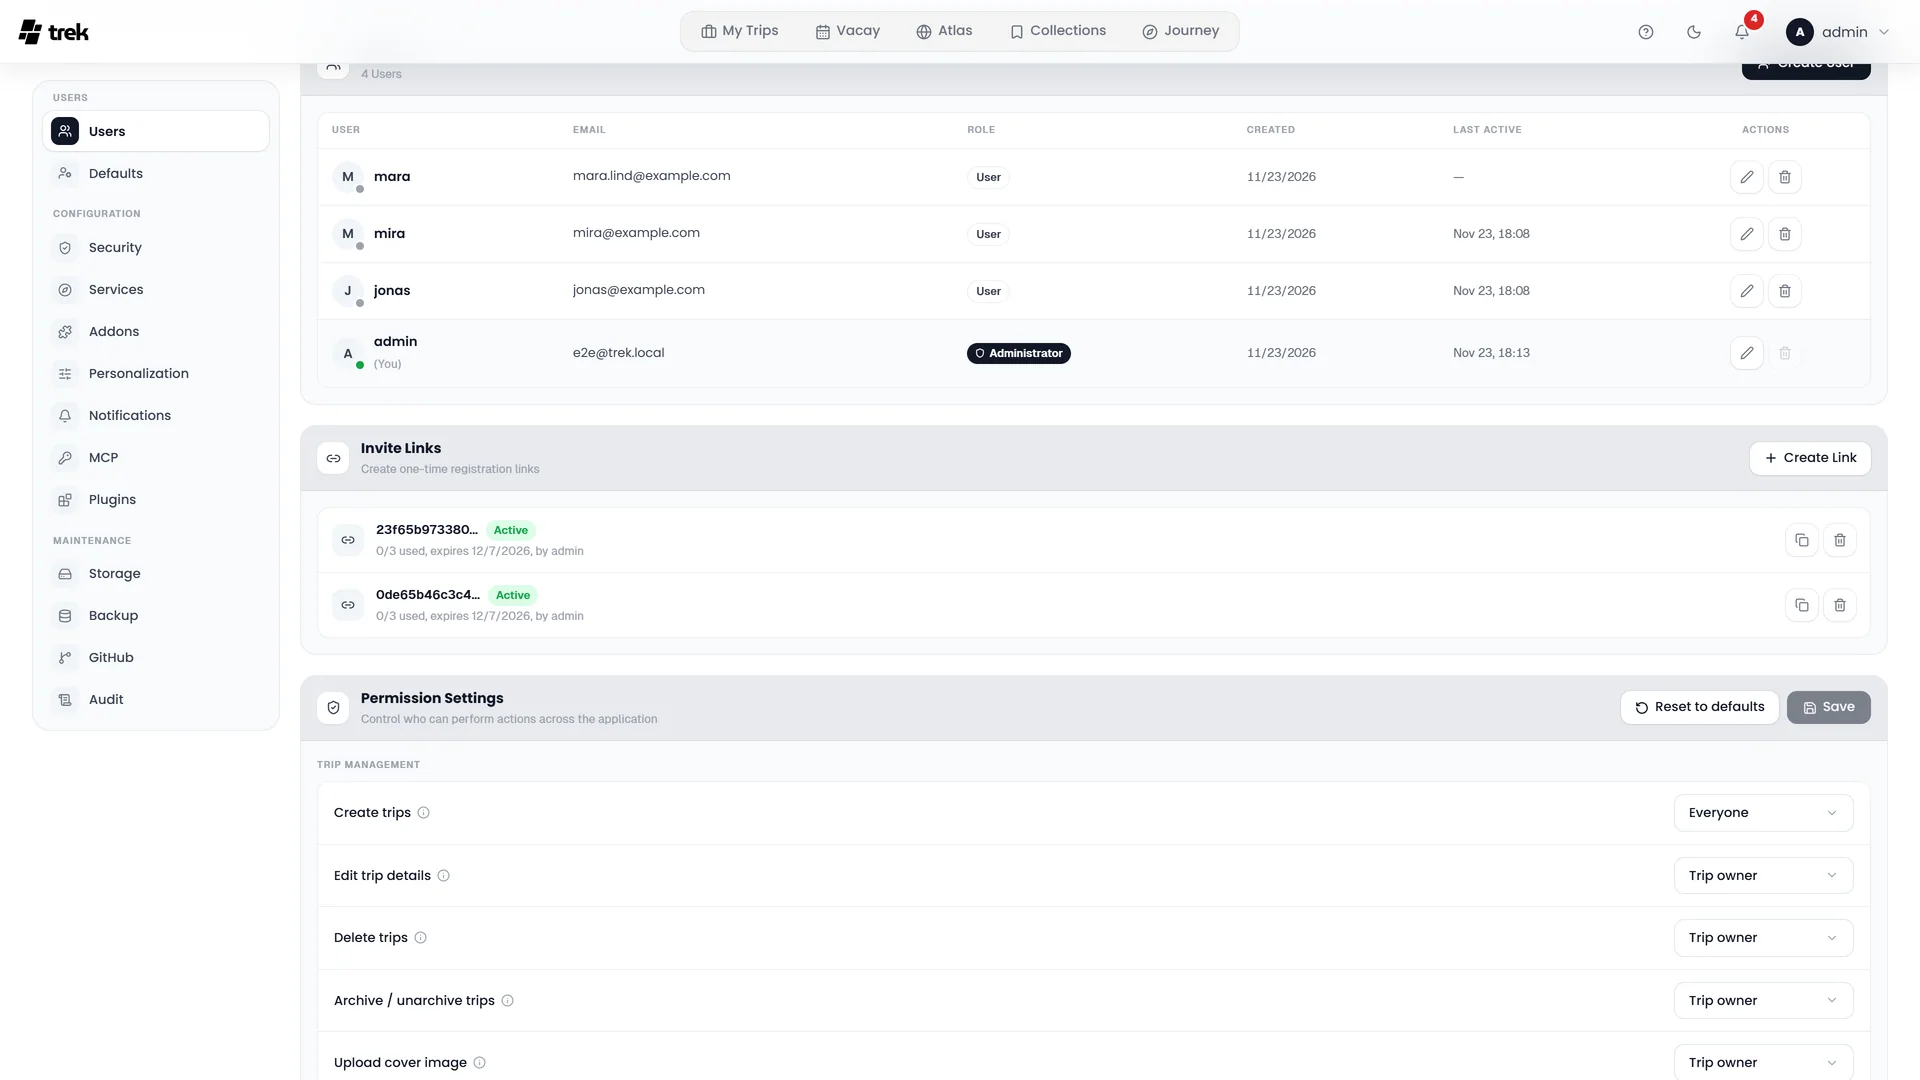 trek
My Trips
Vacay
Atlas
Collections
Journey
4
A
admin
USERS
Users
Defaults
CONFIGURATION
Security
Services
Addons
Personalization
Notifications
MCP
Plugins
MAINTENANCE
Storage
Backup
GitHub
Audit
4 Users
Create User
USER EMAIL ROLE CREATED LAST ACTIVE ACTIONS
M mara mara.lind@example.com User 11/23/2026 —
M mira mira@example.com User 11/23/2026 Nov 23, 18:08
J jonas jonas@example.com User 11/23/2026 Nov 23, 18:08
A admin (You) e2e@trek.local Administrator 11/23/2026 Nov 23, 18:13
Invite Links
Create one-time registration links
Create Link
23f65b973380... Active
0/3 used, expires 12/7/2026, by admin
0de65b46c3c4... Active
0/3 used, expires 12/7/2026, by admin
Permission Settings
Control who can perform actions across the application
Reset to defaults
Save
TRIP MANAGEMENT
Create trips Everyone
Edit trip details Trip owner
Delete trips Trip owner
Archive / unarchive trips Trip owner
Upload cover image Trip owner